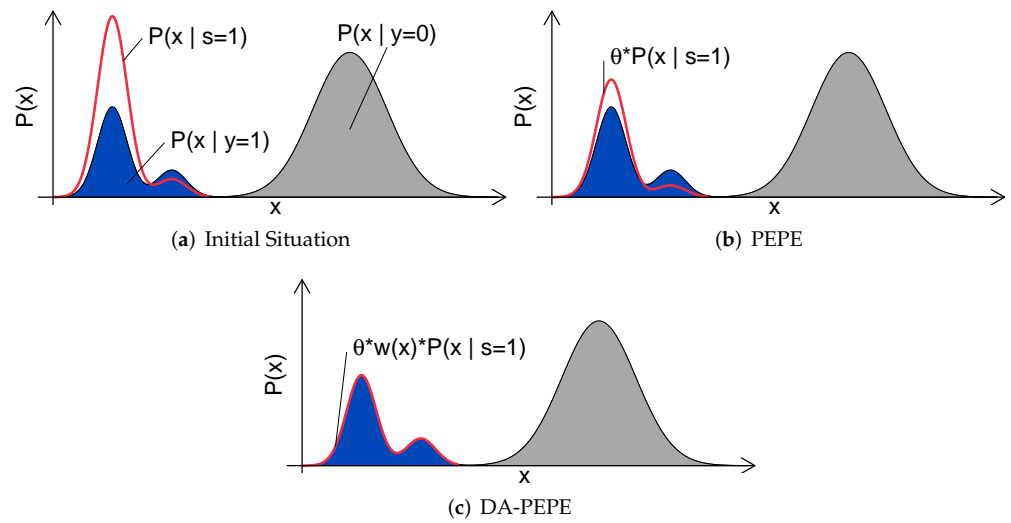 P(x | s=1)
P(x | y=0)
P(x | y=1)
P(x)
x
(a) Initial Situation
θ*P(x | s=1)
P(x)
x
(b) PEPE
θ*w(x)*P(x | s=1)
P(x)
x
(c) DA-PEPE